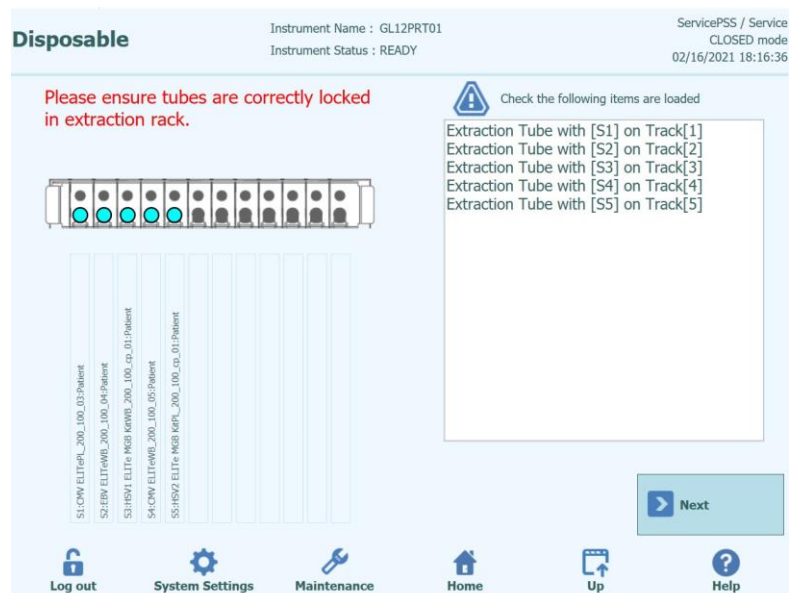 Disposable
Instrument Name : GL12PRT01
Instrument Status : READY
ServicePSS / Service
CLOSED mode
02/16/2021 18:16:36
Please ensure tubes are correctly locked
in extraction rack.
Check the following items are loaded
Extraction Tube with [S1] on Track[1]
Extraction Tube with [S2] on Track[2]
Extraction Tube with [S3] on Track[3]
Extraction Tube with [S4] on Track[4]
Extraction Tube with [S5] on Track[5]
S1:CMV ELITePL_200_100_03:Patient
S2:EBV ELITeWB_200_100_04:Patient
S3:HSV1 ELITe MGB KitWB_200_100_cp_01:Patient
S4:CMV ELITeWB_200_100_05:Patient
S5:HSV2 ELITe MGB KitPL_200_100_cp_01:Patient
Next
Log out
System Settings
Maintenance
Home
Up
Help